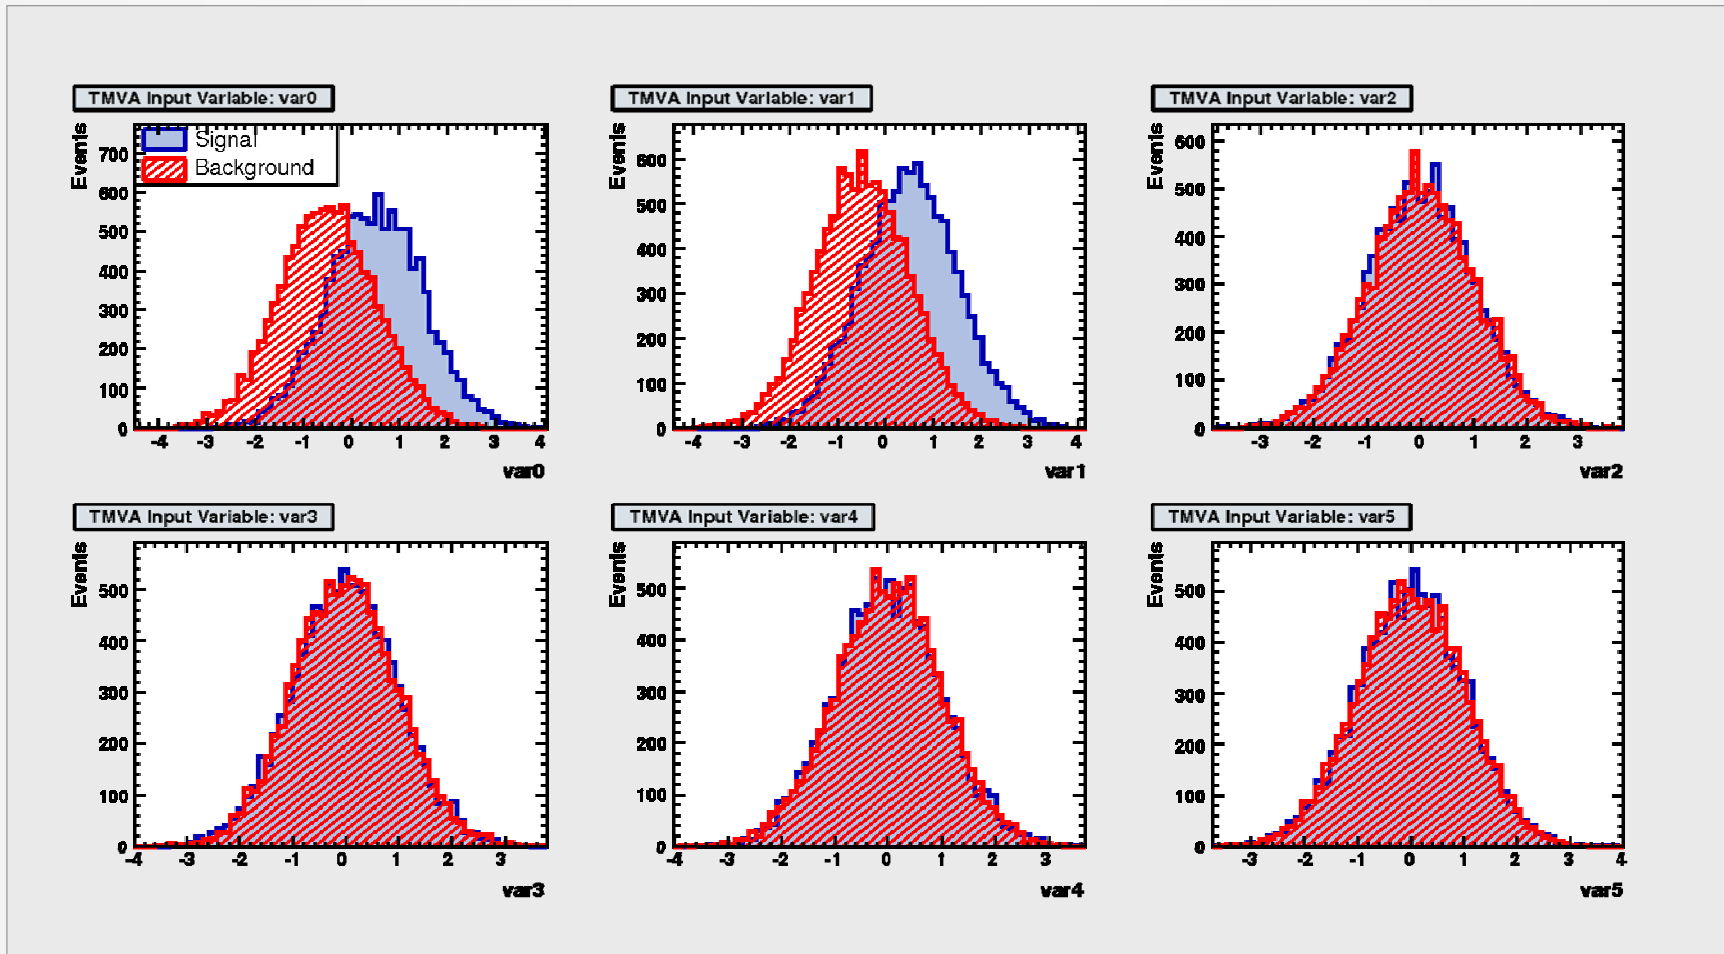 TMVA Input Variable: var0
Events
Signal
Background
700
600
500
400
300
200
100
0
-4 -3 -2 -1 0 1 2 3 4
var0
TMVA Input Variable: var1
Events
600
500
400
300
200
100
0
-4 -3 -2 -1 0 1 2 3 4
var1
TMVA Input Variable: var2
Events
600
500
400
300
200
100
0
-3 -2 -1 0 1 2 3
var2
TMVA Input Variable: var3
Events
500
400
300
200
100
0
-4 -3 -2 -1 0 1 2 3
var3
TMVA Input Variable: var4
Events
500
400
300
200
100
0
-4 -3 -2 -1 0 1 2 3
var4
TMVA Input Variable: var5
Events
500
400
300
200
100
0
-3 -2 -1 0 1 2 3 4
var5